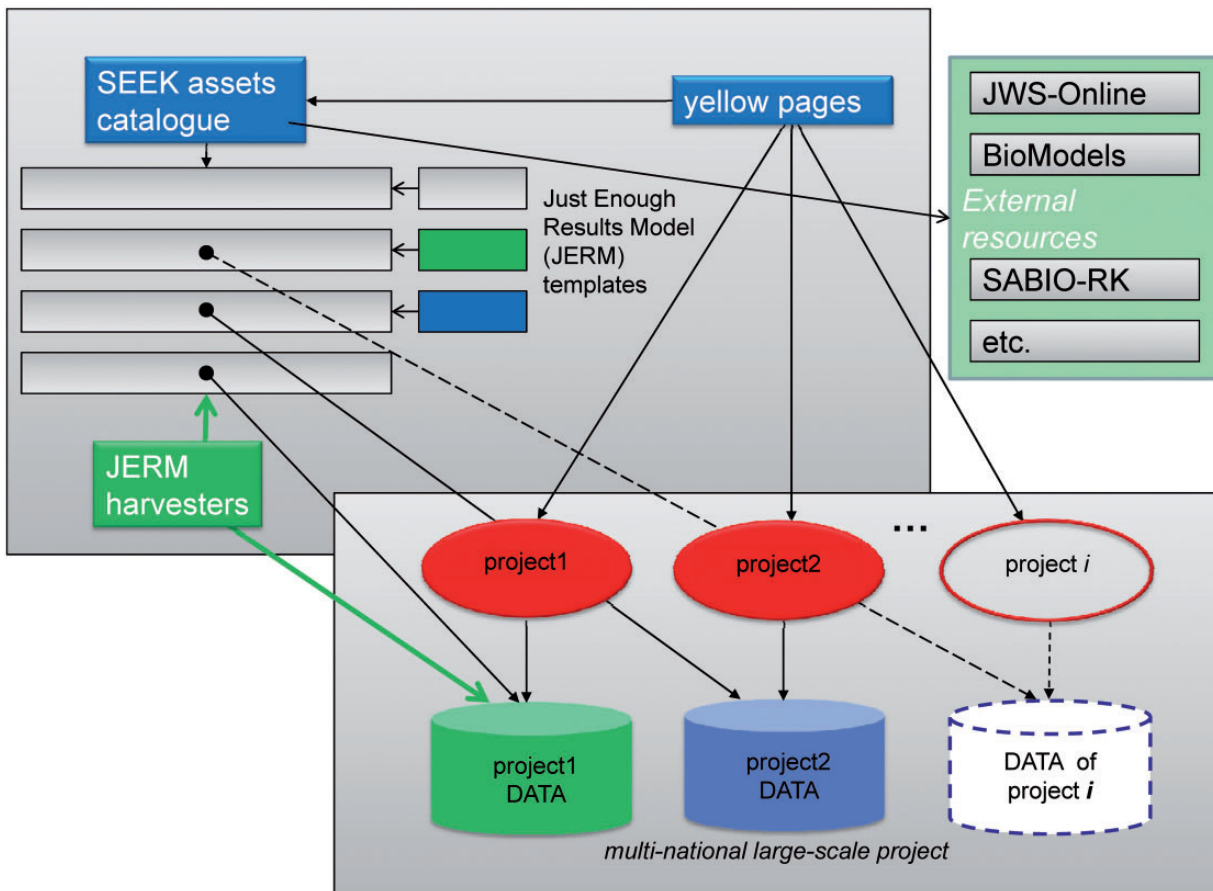 SEEK assets
catalogue
yellow pages
JWS-Online
BioModels
External
resources
SABIO-RK
etc.
Just Enough
Results Model
(JERM)
templates
JERM
harvesters
project1
project2
...
project i
project1
DATA
project2
DATA
DATA of
project i
multi-national large-scale project